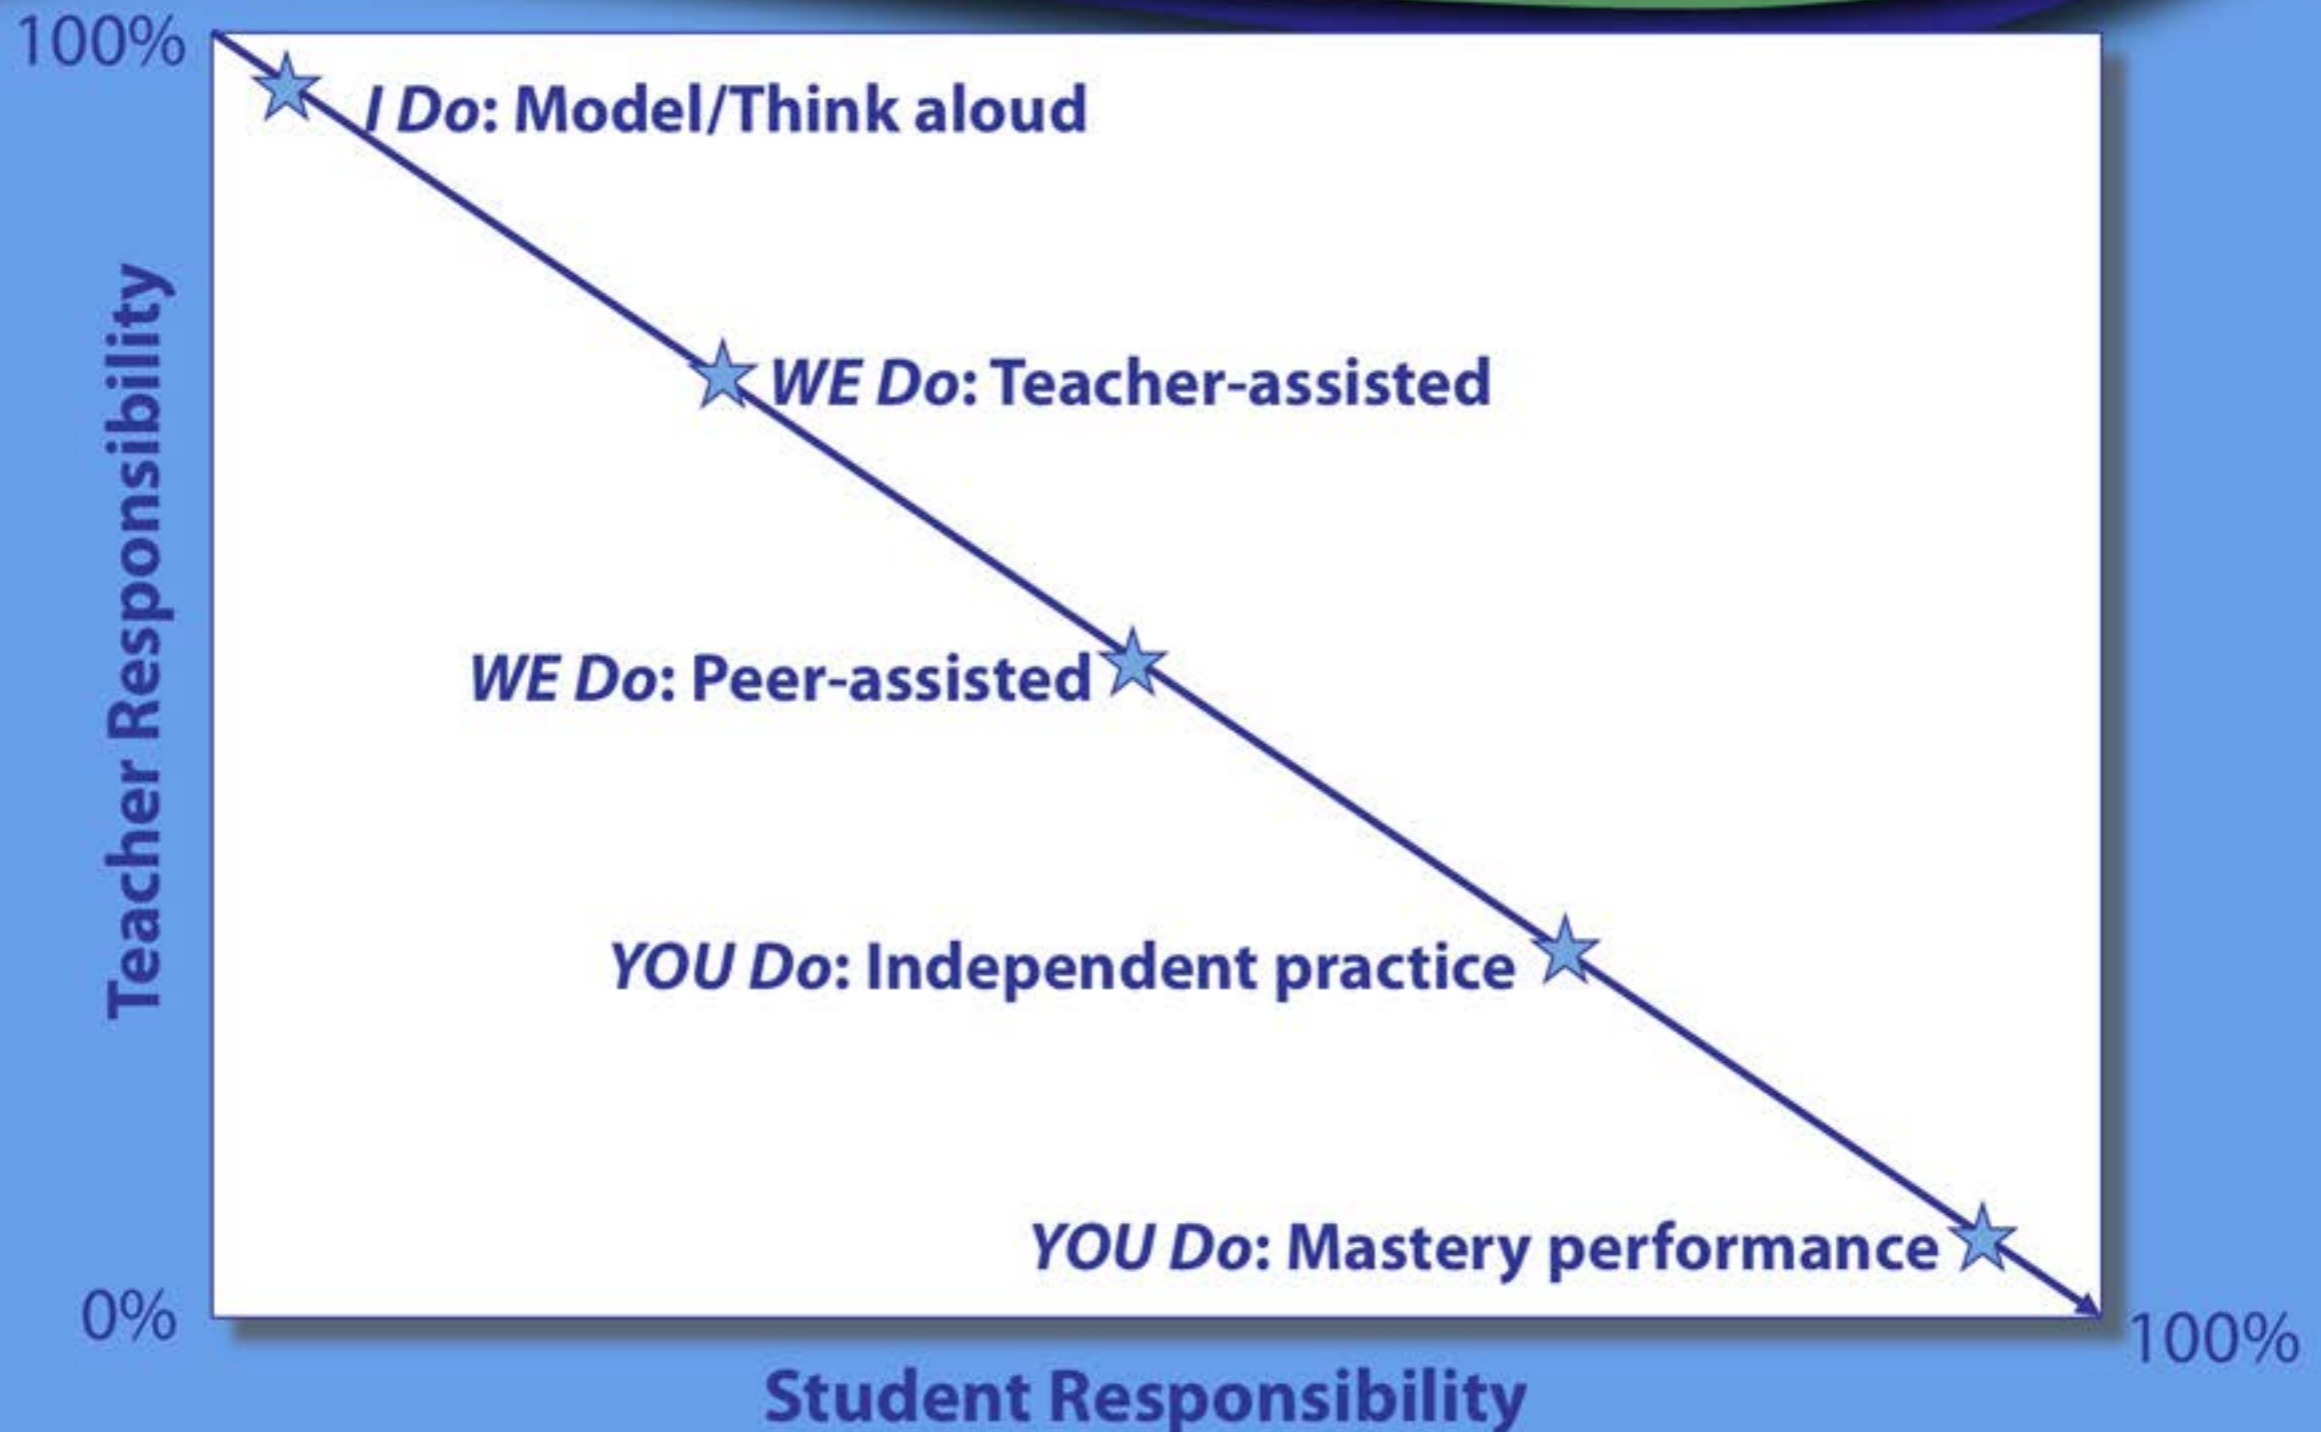 100%
I Do: Model/Think aloud
WE Do: Teacher-assisted
Teacher Responsibility
WE Do: Peer-assisted
YOU Do: Independent practice
YOU Do: Mastery performance
0%
100%
Student Responsibility